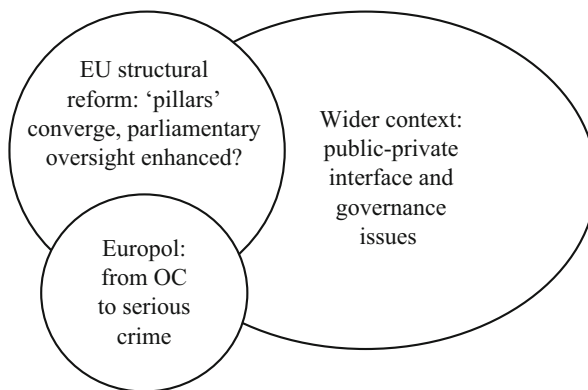 EU structural
reform: ‘pillars’
converge, parliamentary
oversight enhanced?
Wider context:
public-private
interface and
governance
issues
Europol:
from OC
to serious
crime